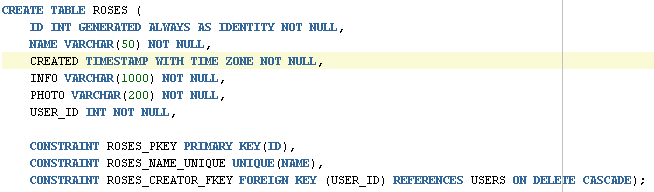 CREATE TABLE ROSES (
ID INT GENERATED ALWAYS AS IDENTITY NOT NULL,
NAME VARCHAR(50) NOT NULL,
CREATED TIMESTAMP WITH TIME ZONE NOT NULL,
INFO VARCHAR(1000) NOT NULL,
PHOTO VARCHAR(200) NOT NULL,
USER_ID INT NOT NULL,
CONSTRAINT ROSES_PKEY PRIMARY KEY(ID),
CONSTRAINT ROSES_NAME_UNIQUE UNIQUE(NAME),
CONSTRAINT ROSES_CREATOR_FKEY FOREIGN KEY (USER_ID) REFERENCES USERS ON DELETE CASCADE);